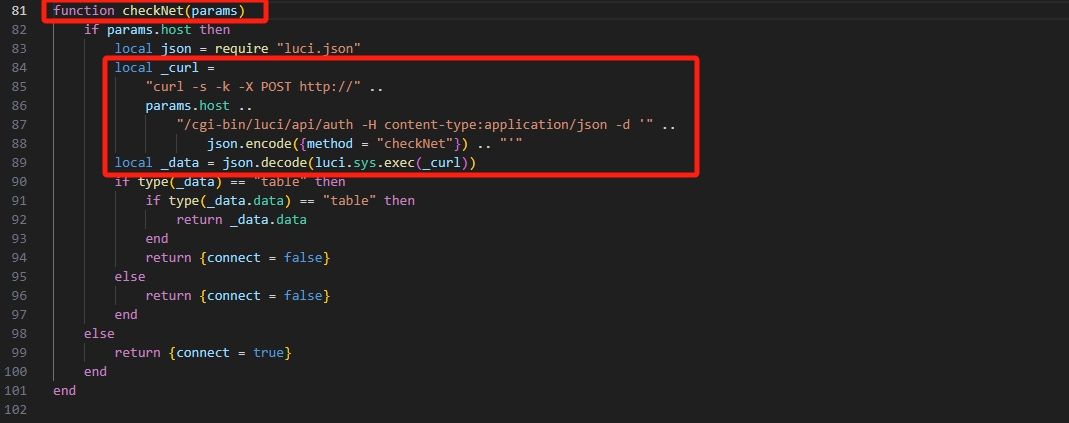 81 function checkNet(params)
82 if params.host then
83 local json = require "luci.json"
84 local _curl =
85 "curl -s -k -X POST http://" ..
86 params.host ..
87 "/cgi-bin/luci/api/auth -H content-type:application/json -d '" ..
88 json.encode({method = "checkNet"}) .. "'"
89 local _data = json.decode(luci.sys.exec(_curl))
90 if type(_data) == "table" then
91 if type(_data.data) == "table" then
92 return _data.data
93 end
94 return {connect = false}
95 else
96 return {connect = false}
97 end
98 else
99 return {connect = true}
100 end
101 end
102